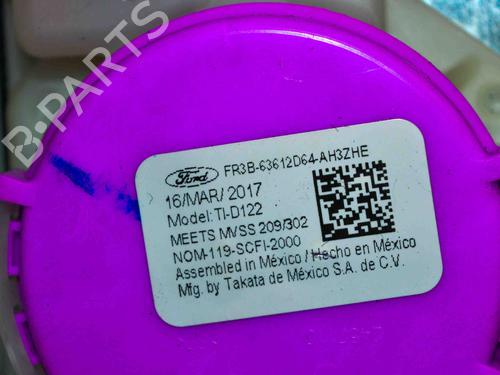 B-PARTS
Ford
FR3B-63612D64-AH3ZHE
16/MAR/2017
Model:TI-D122
MEETS MVSS 209/302
NOM-119-SCFI-2000
Assembled in México / Hecho en México
Mfg. by Takata de México S.A. de C.V.